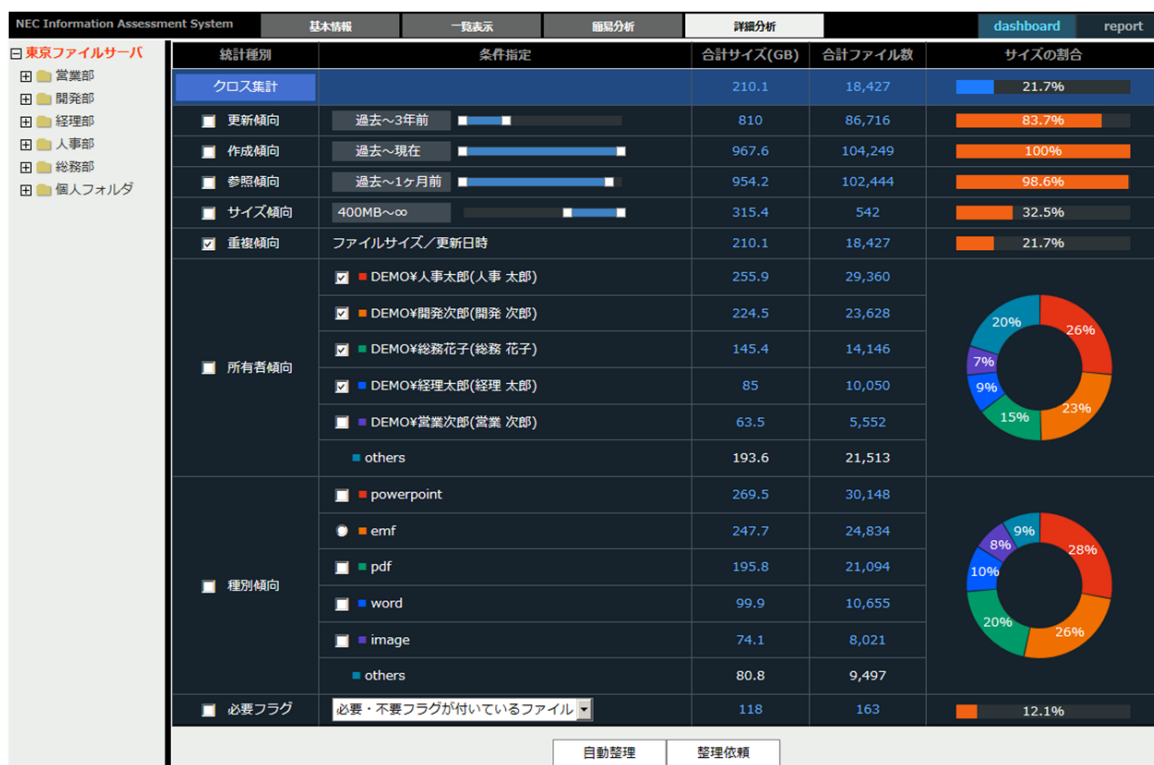 NEC Information Assessment System 基本情報 一覧表示 簡易分析 詳細分析 dashboard report
東京ファイルサーバ
営業部
開発部
経理部
人事部
総務部
個人フォルダ
統計種別 条件指定 合計サイズ(GB) 合計ファイル数 サイズの割合
クロス集計 210.1 18,427 21.7%
更新傾向 過去～3年前 810 86,716 83.7%
作成傾向 過去～現在 967.6 104,249 100%
参照傾向 過去～1ヶ月前 954.2 102,444 98.6%
サイズ傾向 400MB～∞ 315.4 542 32.5%
重複傾向 ファイルサイズ／更新日時 210.1 18,427 21.7%
所有者傾向
DEMO¥人事太郎(人事 太郎) 255.9 29,360
DEMO¥開発次郎(開発 次郎) 224.5 23,628
DEMO¥総務花子(総務 花子) 145.4 14,146
DEMO¥経理太郎(経理 太郎) 85 10,050
DEMO¥営業次郎(営業 次郎) 63.5 5,552
others 193.6 21,513
26%
23%
15%
9%
7%
20%
種別傾向
powerpoint 269.5 30,148
emf 247.7 24,834
pdf 195.8 21,094
word 99.9 10,655
image 74.1 8,021
others 80.8 9,497
28%
26%
20%
10%
8%
9%
必要フラグ 必要・不要フラグが付いているファイル 118 163 12.1%
自動整理 整理依頼